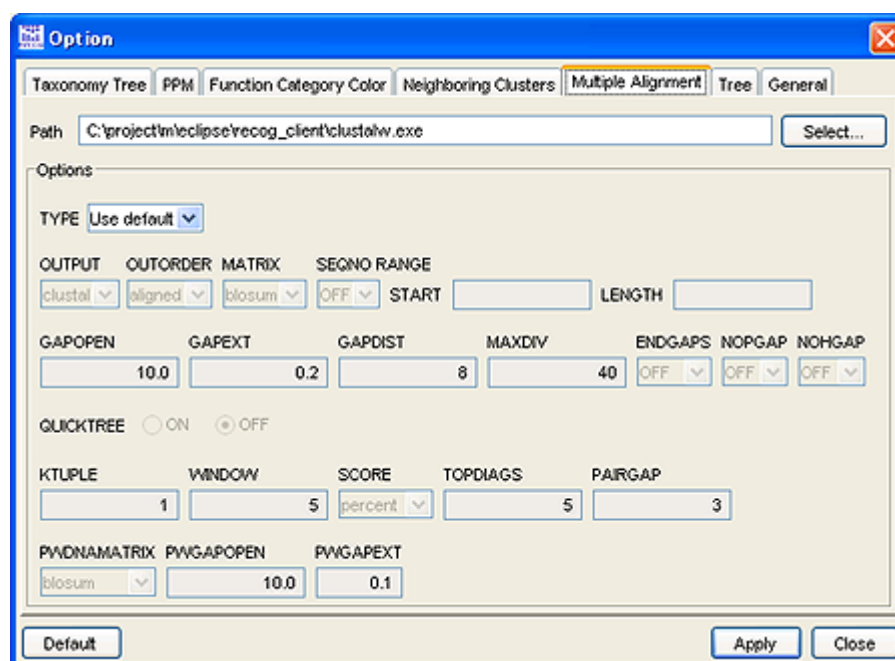 Option
Taxonomy Tree PPM Function Category Color Neighboring Clusters Multiple Alignment Tree General
Path C:\project\m\eclipse\recog_client\clustalw.exe Select...
Options
TYPE Use default
OUTPUT OUTORDER MATRIX SEQNO RANGE
clustal aligned blosum OFF START LENGTH
GAPOPEN GAPEXT GAPDIST MAXDIV ENDGAPS NOPGAP NOHGAP
10.0 0.2 8 40 OFF OFF OFF
QUICKTREE ON OFF
KTUPLE WINDOW SCORE TOPDIAGS PAIRGAP
1 5 percent 5 3
PWDNAMATRIX PWGAPOPEN PWGAPEXT
blosum 10.0 0.1
Default Apply Close